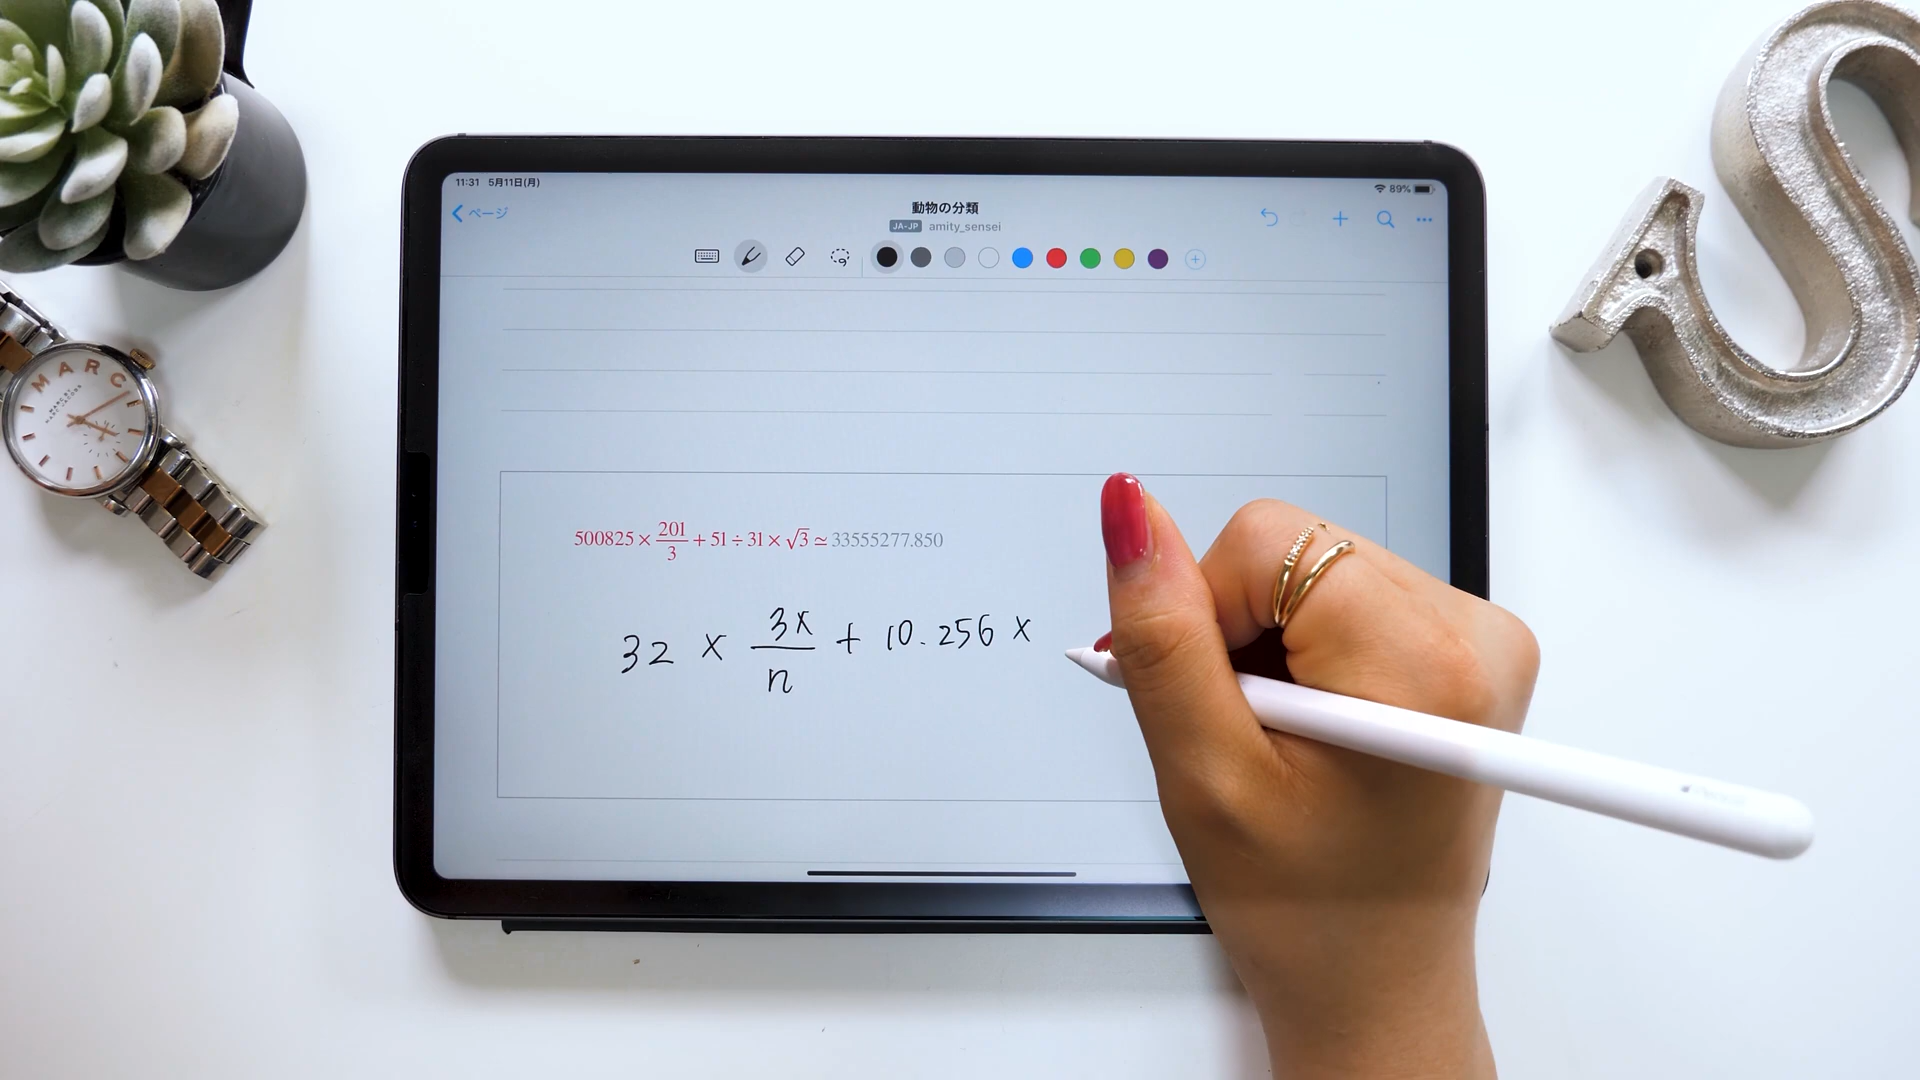 11:31 5月11日(月)
89%
ページ
動物の分類
JA-JP amity_sensei
500825 × 201/3 + 51 ÷ 31 × √3 ≃ 33555277.850
32 × 3x/n + 10.256 ×
MARC
S